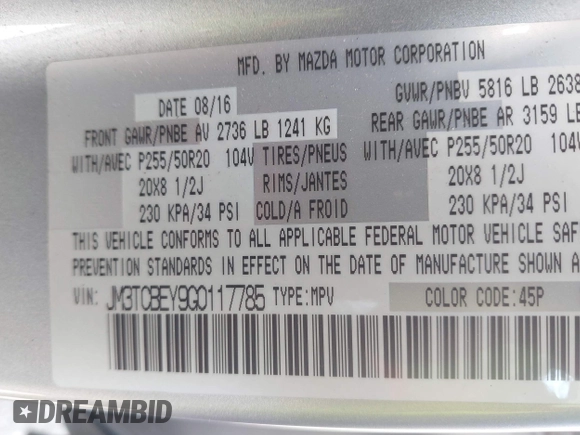 MFD. BY MAZDA MOTOR CORPORATION
DATE 08/16 GVWR/PNBV 5816 LB 2638
FRONT GAWR/PNBE AV 2736 LB 1241 KG REAR GAWR/PNBE AR 3159 LB
WITH/AVEC P255/50R20 104V TIRES/PNEUS WITH/AVEC P255/50R20 104V
20X8 1/2J RIMS/JANTES 20X8 1/2J
230 KPA/34 PSI COLD/A FROID 230 KPA/34 PSI
THIS VEHICLE CONFORMS TO ALL APPLICABLE FEDERAL MOTOR VEHICLE SAF
PREVENTION STANDARDS IN EFFECT ON THE DATE OF MANUFACTURE SHOWN A
VIN: JM3TCBEY9G0117785 TYPE:MPV COLOR CODE:45P
DREAMBID